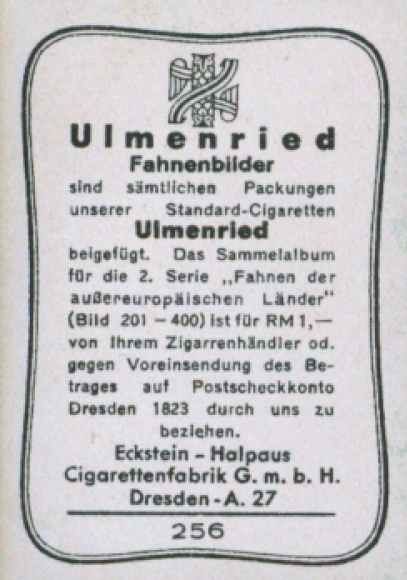 Ulmenried
Fahnenbilder
sind sämtlichen Packungen
unserer Standard-Cigaretten
Ulmenried
beigefügt. Das Sammelalbum
für die 2. Serie „Fahnen der
außereuropäischen Länder“
(Bild 201 – 400) ist für RM 1,—
von Ihrem Zigarrenhändler od.
gegen Voreinsendung des Be-
trages auf Postscheckkonto
Dresden 1823 durch uns zu
beziehen.
Eckstein – Halpaus
Cigarettenfabrik G. m. b. H.
Dresden-A. 27
256